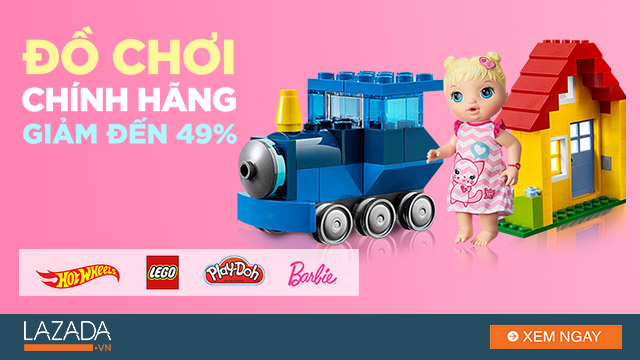 ĐỒ CHƠI
CHÍNH HÃNG
GIẢM ĐẾN 49%
Hot Wheels
LEGO
Play-Doh
Barbie
LAZADA
.VN
XEM NGAY